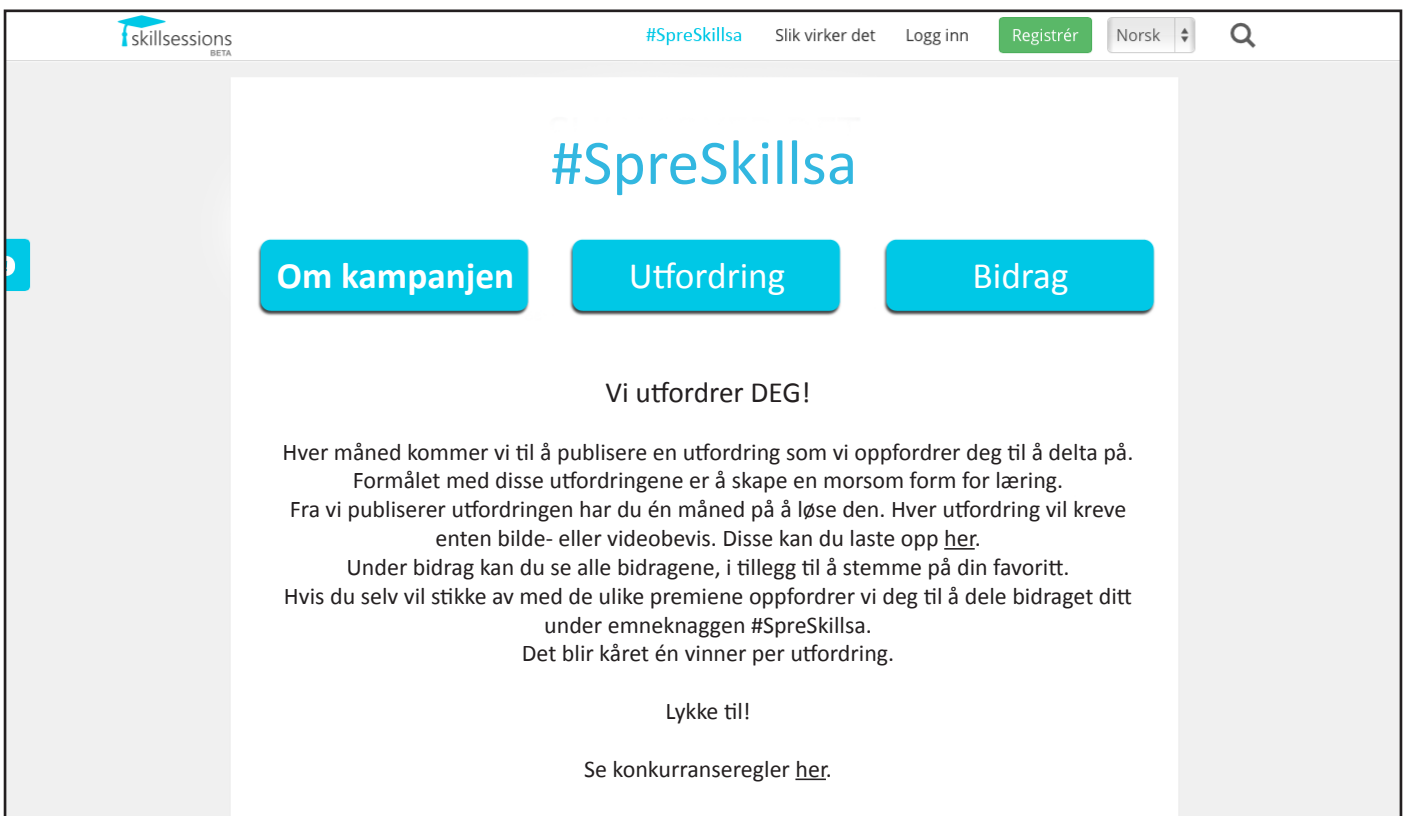 skillsessions
BETA
#SpreSkillsa
Slik virker det
Logg inn
Registrér
Norsk
#SpreSkillsa
Om kampanjen
Utfordring
Bidrag
Vi utfordrer DEG!
Hver måned kommer vi til å publisere en utfordring som vi oppfordrer deg til å delta på.
Formålet med disse utfordringene er å skape en morsom form for læring.
Fra vi publiserer utfordringen har du én måned på å løse den. Hver utfordring vil kreve
enten bilde- eller videobevis. Disse kan du laste opp her.
Under bidrag kan du se alle bidragene, i tillegg til å stemme på din favoritt.
Hvis du selv vil stikke av med de ulike premiene oppfordrer vi deg til å dele bidraget ditt
under emneknaggen #SpreSkillsa.
Det blir kåret én vinner per utfordring.
Lykke til!
Se konkurranseregler her.